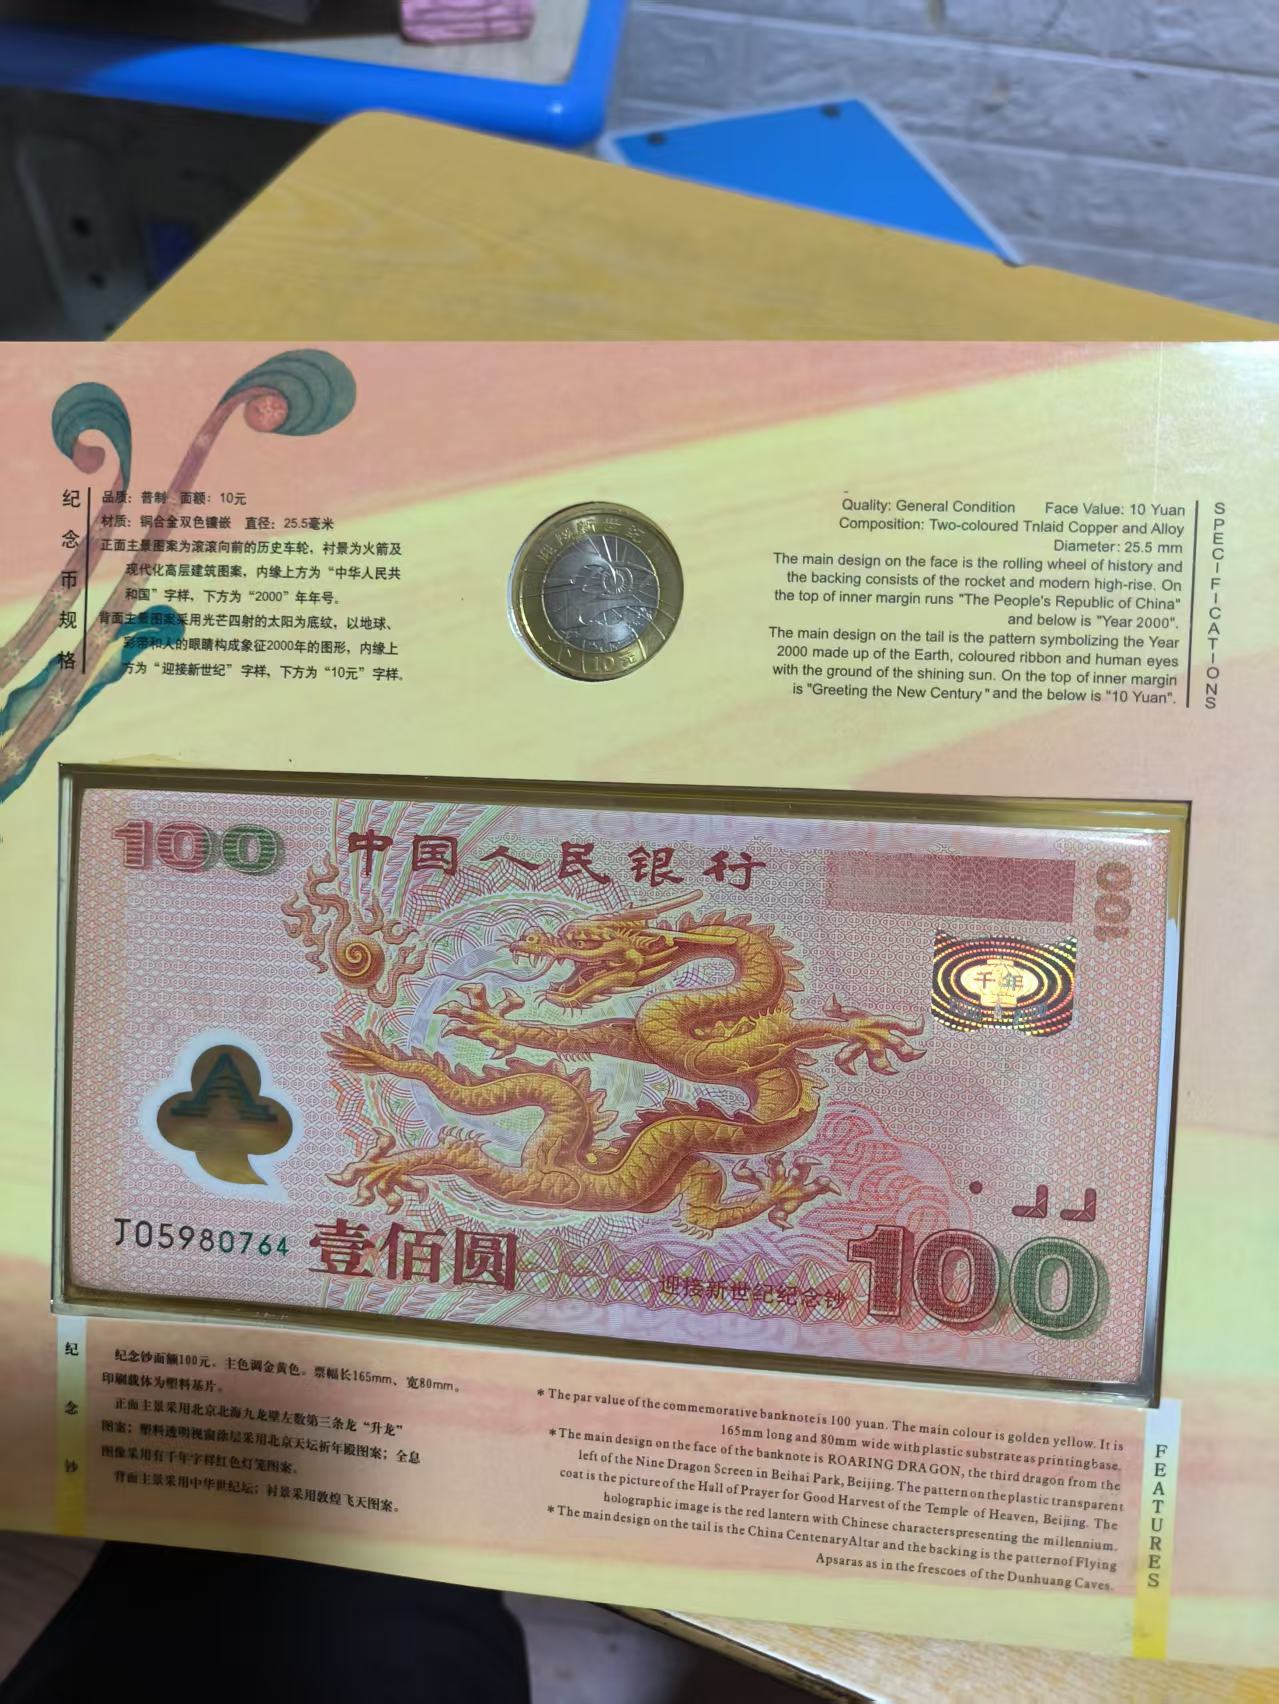 纪念币规格
品质：普制 面额：10元
材质：铜合金双色镶嵌 直径：25.5毫米
正面主景图案为滚滚向前的历史车轮，衬景为火箭及
现代化高层建筑图案，内缘上方为“中华人民共
和国”字样，下方为“2000”年年号。
背面主景图案采用光芒四射的太阳为底纹，以地球、
彩带和人的眼睛构成象征2000年的图形，内缘上
方为“迎接新世纪”字样，下方为“10元”字样。
迎接新世纪
10元
Quality: General Condition Face Value: 10 Yuan
Composition: Two-coloured Tnlaid Copper and Alloy
Diameter: 25.5 mm
The main design on the face is the rolling wheel of history and
the backing consists of the rocket and modern high-rise. On
the top of inner margin runs "The People's Republic of China"
and below is "Year 2000".
The main design on the tail is the pattern symbolizing the Year
2000 made up of the Earth, coloured ribbon and human eyes
with the ground of the shining sun. On the top of inner margin
is "Greeting the New Century" and the below is "10 Yuan".
SPECIFICATIONS
100
中国人民银行
100
千年
J05980764
壹佰圆
迎接新世纪纪念钞
100
纪念钞
纪念钞面额100元。主色调金黄色。票幅长165mm、宽80mm。
印刷载体为塑料基片。
正面主景采用北京北海九龙壁左数第三条龙“升龙”
图案；塑料透明视窗涂层采用北京天坛祈年殿图案；全息
图像采用有千年字样红色灯笼图案。
背面主景采用中华世纪坛；衬景采用敦煌飞天图案。
* The par value of the commemorative banknote is 100 yuan. The main colour is golden yellow. It is
165mm long and 80mm wide with plastic substrate as printing base.
* The main design on the face of the banknote is ROARING DRAGON, the third dragon from the
left of the Nine Dragon Screen in Beihai Park, Beijing. The pattern on the plastic transparent
coat is the picture of the Hall of Prayer for Good Harvest of the Temple of Heaven, Beijing. The
holographic image is the red lantern with Chinese characters presenting the millennium.
* The main design on the tail is the China Centenary Altar and the backing is the pattern of Flying
Apsaras as in the frescoes of the Dunhuang Caves.
FEATURES